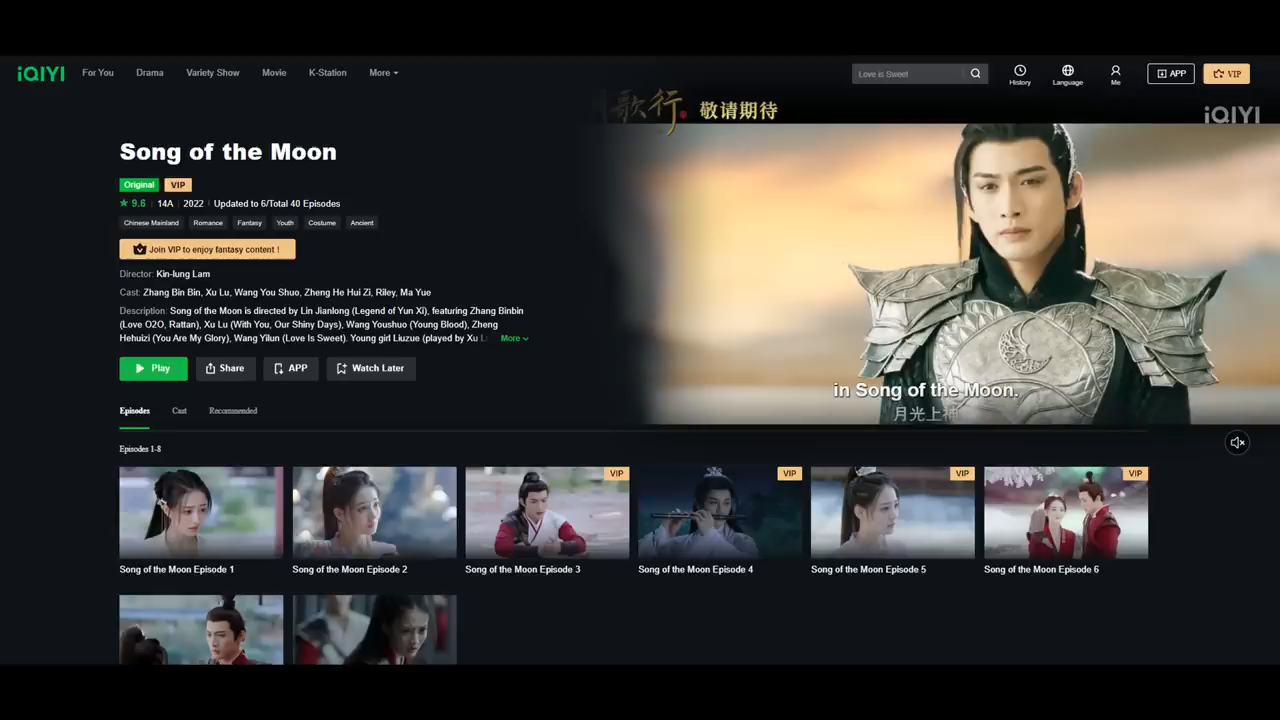 iQIYI For You Drama Variety Show Movie K-Station More Love is Sweet History Language Me APP VIP
歌行 敬请期待
iQIYI
Song of the Moon
Original VIP
9.6 14A 2022 Updated to 6/Total 40 Episodes
Chinese Mainland Romance Fantasy Youth Costume Ancient
Join VIP to enjoy fantasy content !
Director: Kin-lung Lam
Cast: Zhang Bin Bin, Xu Lu, Wang You Shuo, Zheng He Hui Zi, Riley, Ma Yue
Description: Song of the Moon is directed by Lin Jianlong (Legend of Yun Xi), featuring Zhang Binbin
(Love O2O, Rattan), Xu Lu (With You, Our Shiny Days), Wang Youshuo (Young Blood), Zheng
Hehuizi (You Are My Glory), Wang Yilun (Love Is Sweet). Young girl Liuzue (played by Xu L More
Play Share APP Watch Later
in Song of the Moon.
月光上神
Episodes Cast Recommended
Episodes 1-8
VIP VIP VIP VIP
Song of the Moon Episode 1 Song of the Moon Episode 2 Song of the Moon Episode 3 Song of the Moon Episode 4 Song of the Moon Episode 5 Song of the Moon Episode 6